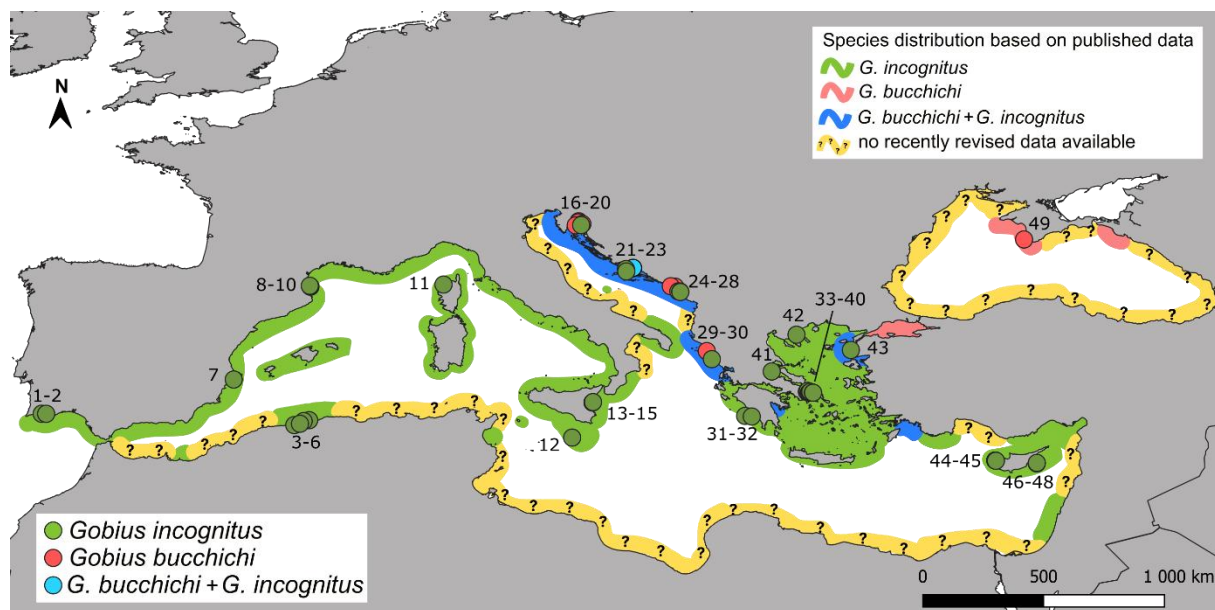 Species distribution based on published data
G. incognitus
G. bucchichi
G. bucchichi + G. incognitus
? ? ? ? no recently revised data available
N
16-20
49
21-23
8-10
11
24-28
33-40
42
29-30
43
41
7
1-2
13-15
3-6
31-32
12
44-45
46-48
Gobius incognitus
Gobius bucchichi
G. bucchichi + G. incognitus
0 500 1 000 km